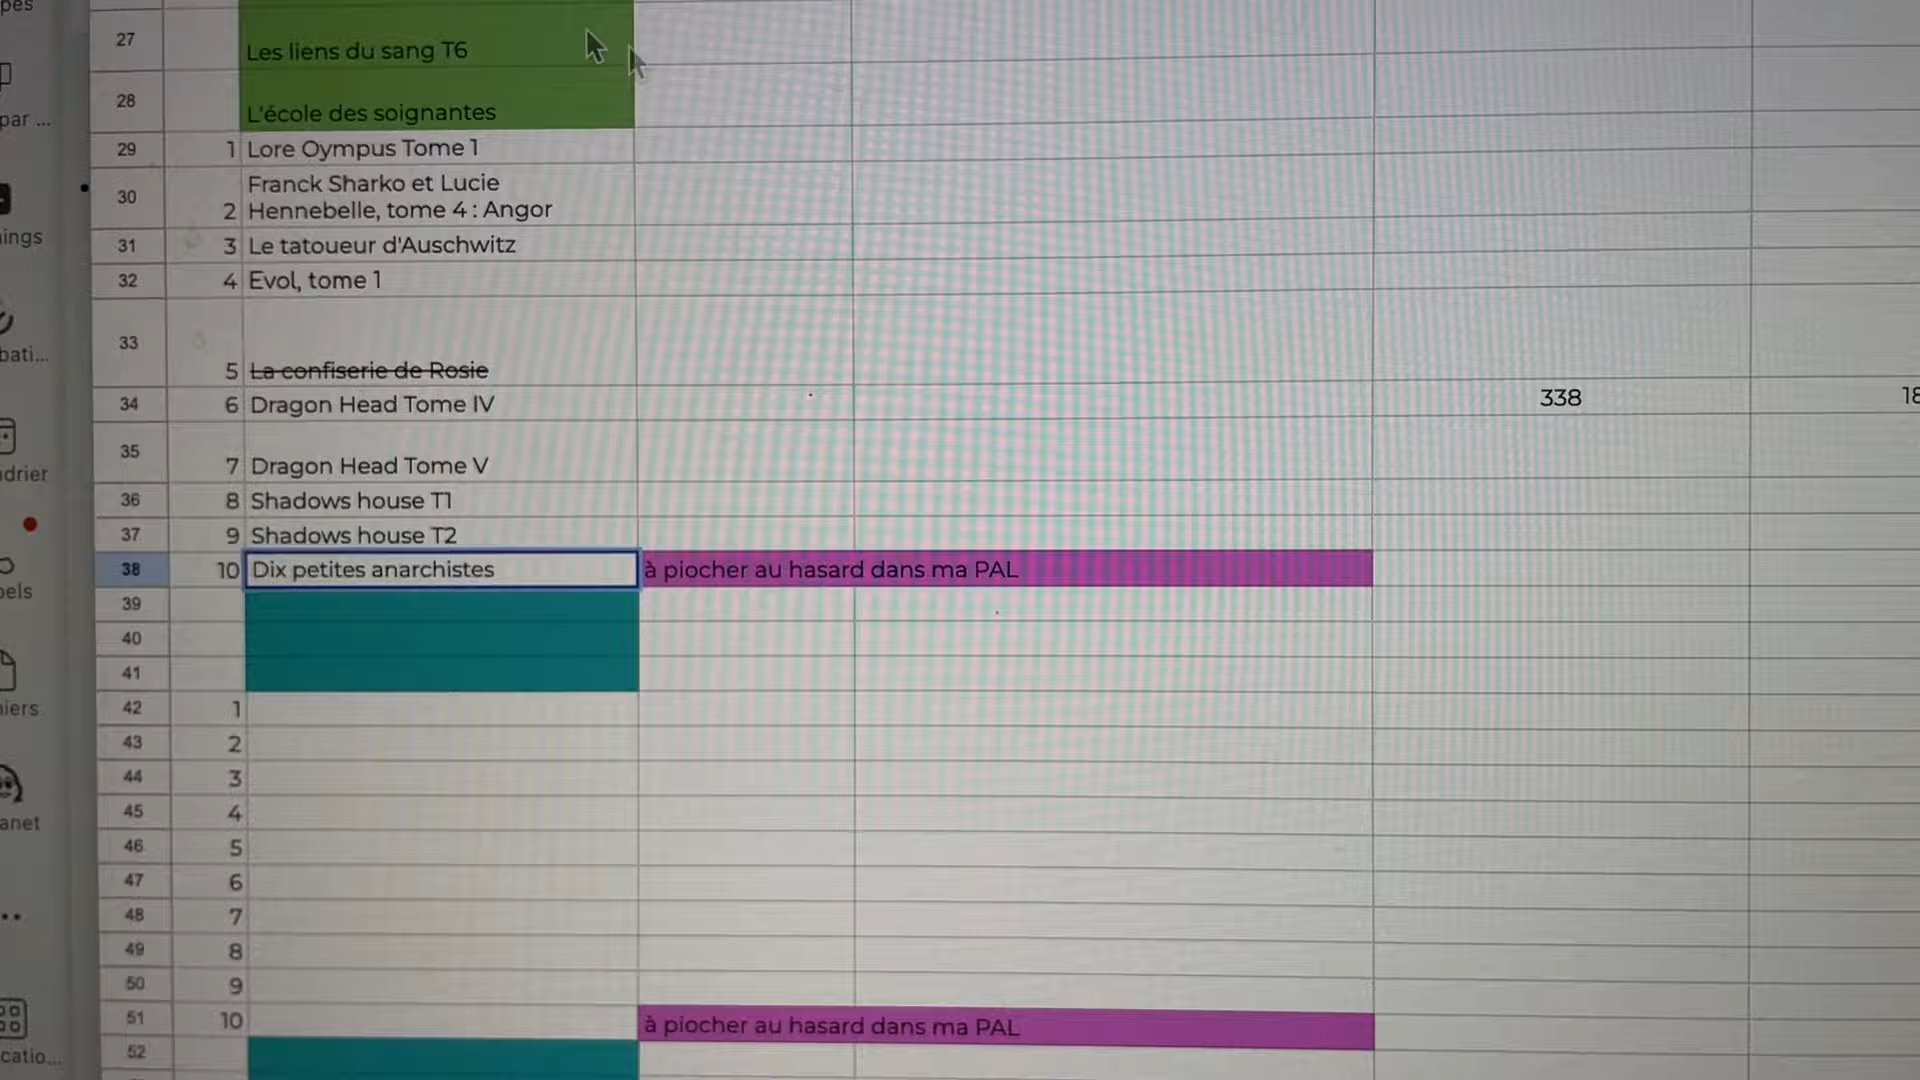 27
Les liens du sang T6
28
L'école des soignantes
par ...
29 1 Lore Oympus Tome 1
30 2 Franck Sharko et Lucie
Hennebelle, tome 4 : Angor
ings
31 3 Le tatoueur d'Auschwitz
32 4 Evol, tome 1
33
bati...
5 La confiserie de Rosie
34 6 Dragon Head Tome IV 338 18
35
drier
7 Dragon Head Tome V
36 8 Shadows house T1
37 9 Shadows house T2
38 10 Dix petites anarchistes à piocher au hasard dans ma PAL
els
39
40
41
iers
42 1
43 2
44 3
45 4
anet
46 5
47 6
48 7
49 8
50 9
51 10 à piocher au hasard dans ma PAL
catio...
52